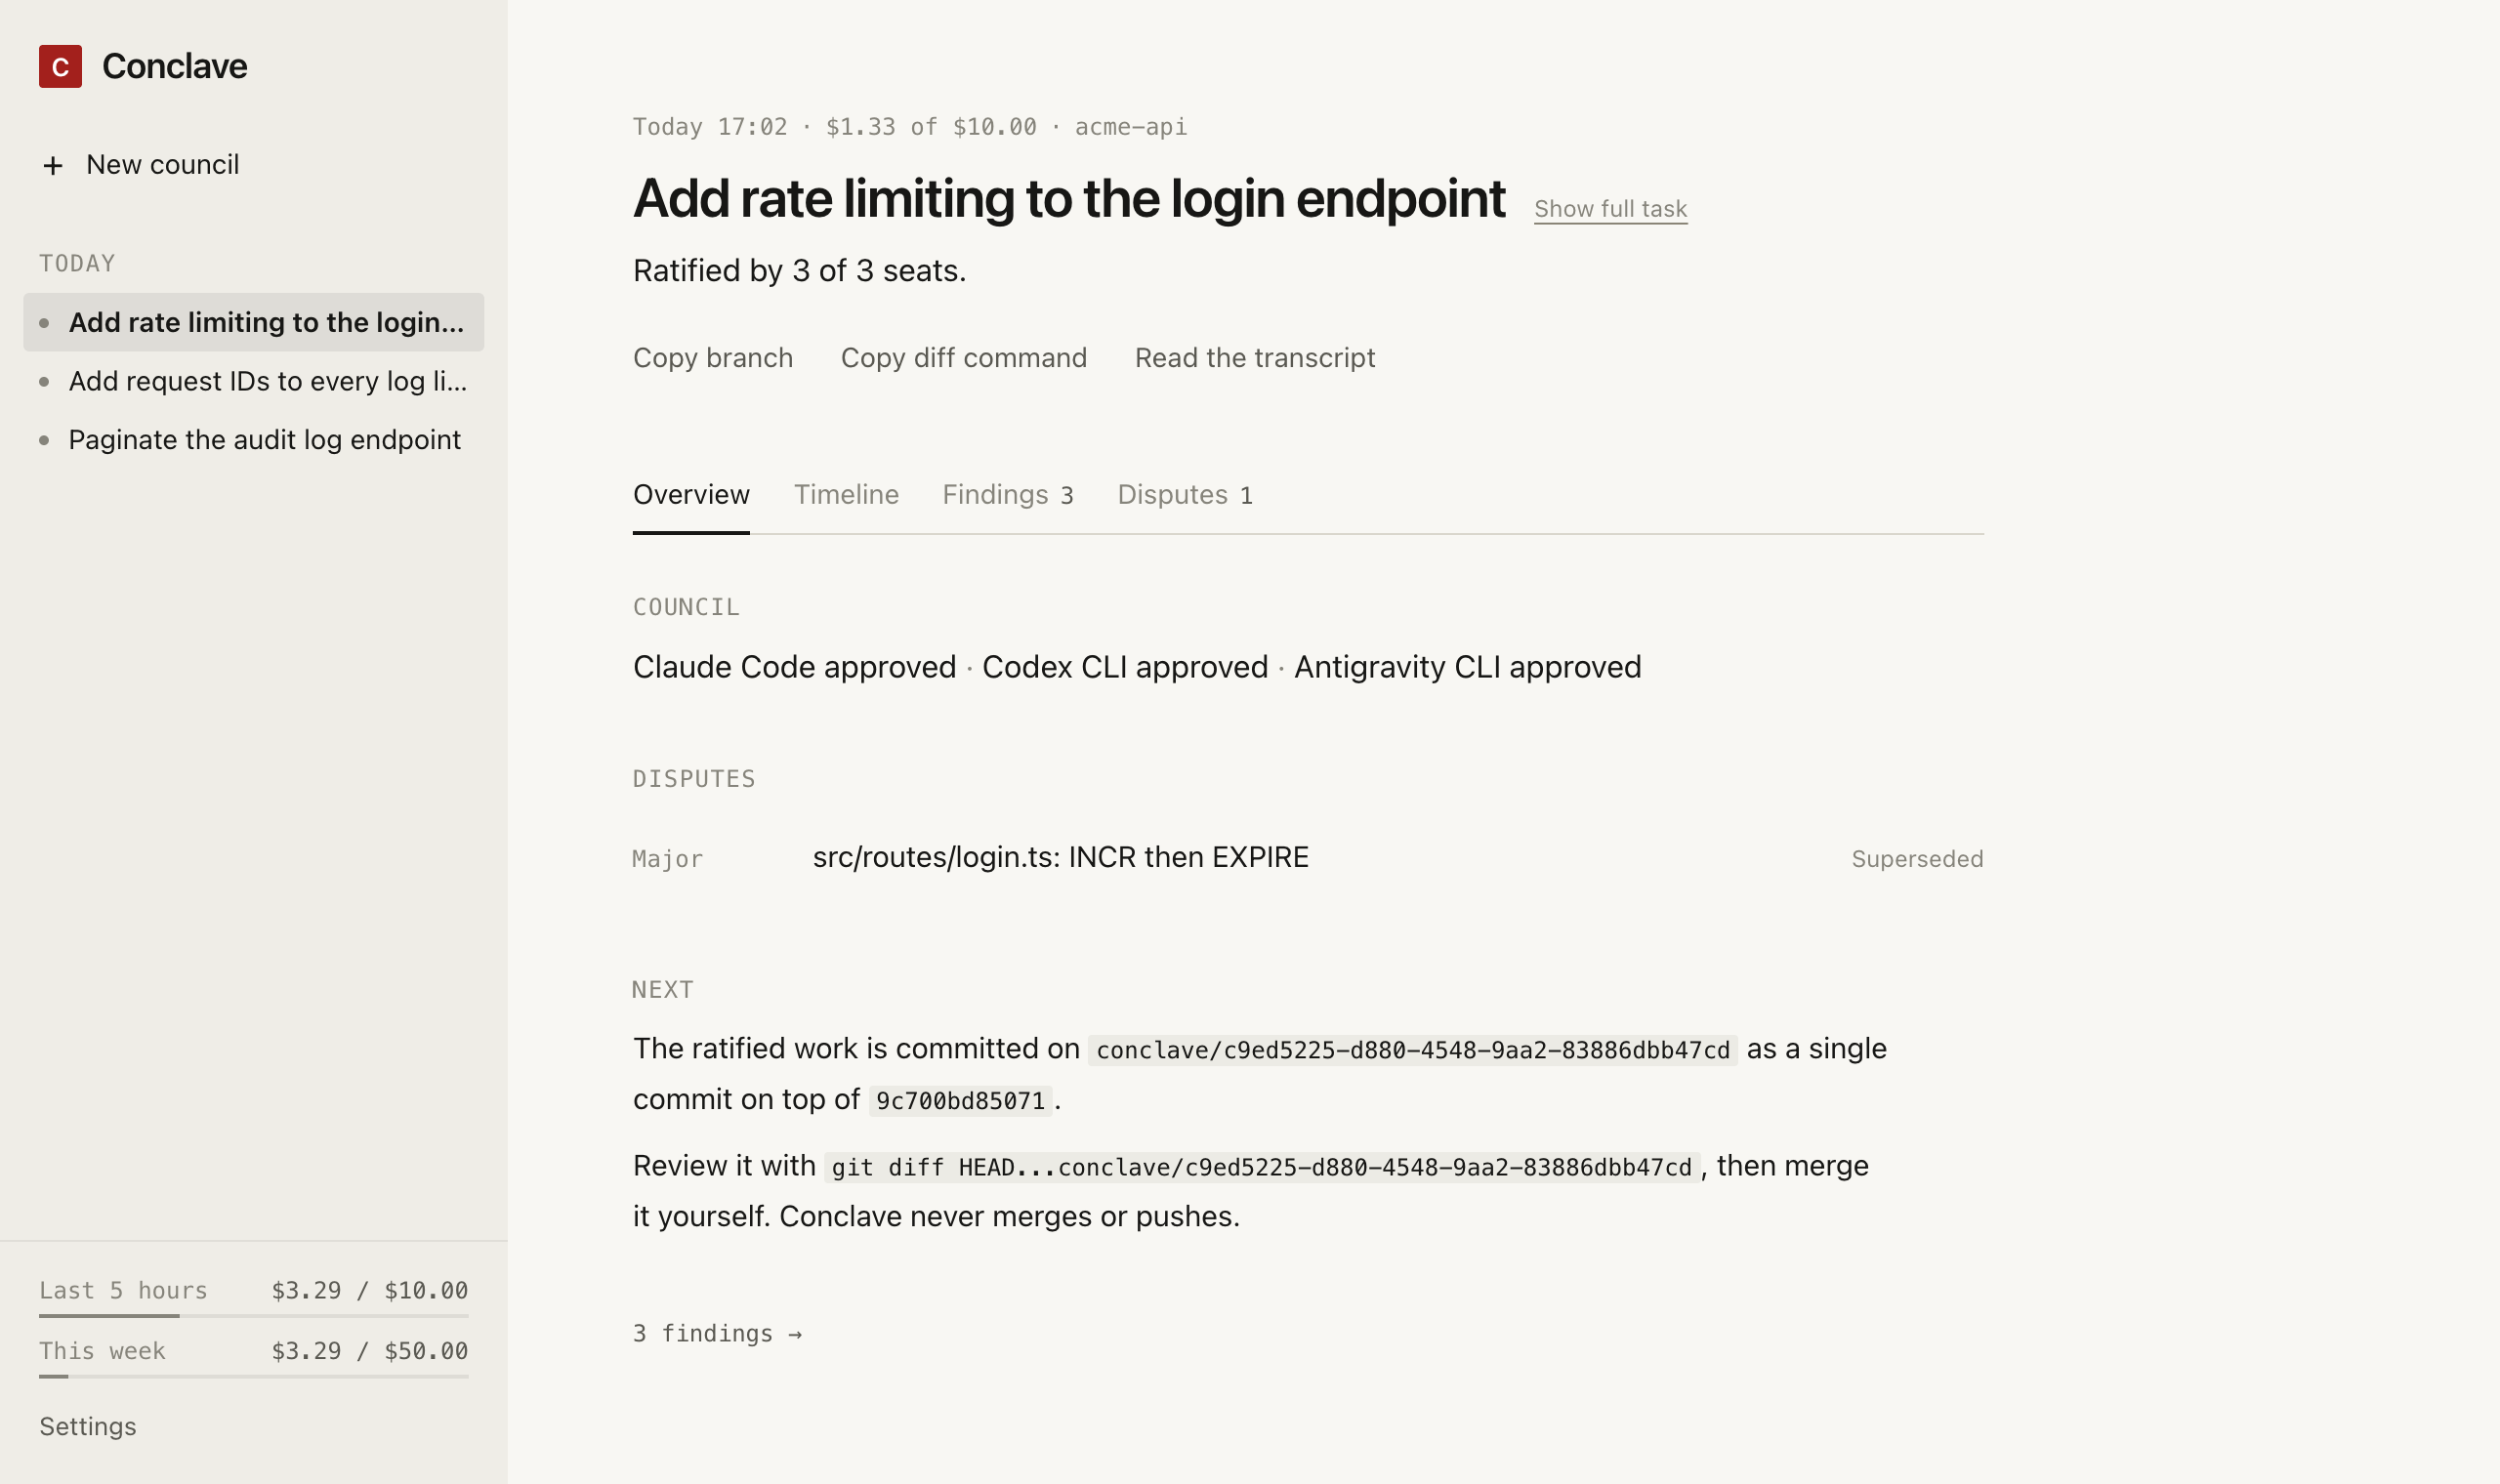 C Conclave
+ New council
TODAY
Add rate limiting to the login...
Add request IDs to every log li...
Paginate the audit log endpoint
Last 5 hours $3.29 / $10.00
This week $3.29 / $50.00
Settings
Today 17:02 · $1.33 of $10.00 · acme-api
Add rate limiting to the login endpoint Show full task
Ratified by 3 of 3 seats.
Copy branch Copy diff command Read the transcript
Overview Timeline Findings 3 Disputes 1
COUNCIL
Claude Code approved · Codex CLI approved · Antigravity CLI approved
DISPUTES
Major src/routes/login.ts: INCR then EXPIRE Superseded
NEXT
The ratified work is committed on conclave/c9ed5225-d880-4548-9aa2-83886dbb47cd as a single
commit on top of 9c700bd85071.
Review it with git diff HEAD...conclave/c9ed5225-d880-4548-9aa2-83886dbb47cd, then merge
it yourself. Conclave never merges or pushes.
3 findings →